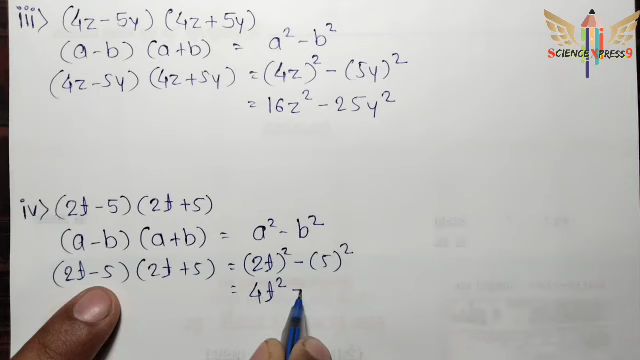 iii> (4z-5y) (4z+5y)
(a-b) (a+b) = a² - b²
(4z-5y) (4z+5y) = (4z)² - (5y)²
= 16z² - 25y²
SCIENCE XPRESS9
iv> (2t-5) (2t+5)
(a-b) (a+b) = a² - b²
(2t-5) (2t+5) = (2t)² - (5)²
= 4t² -